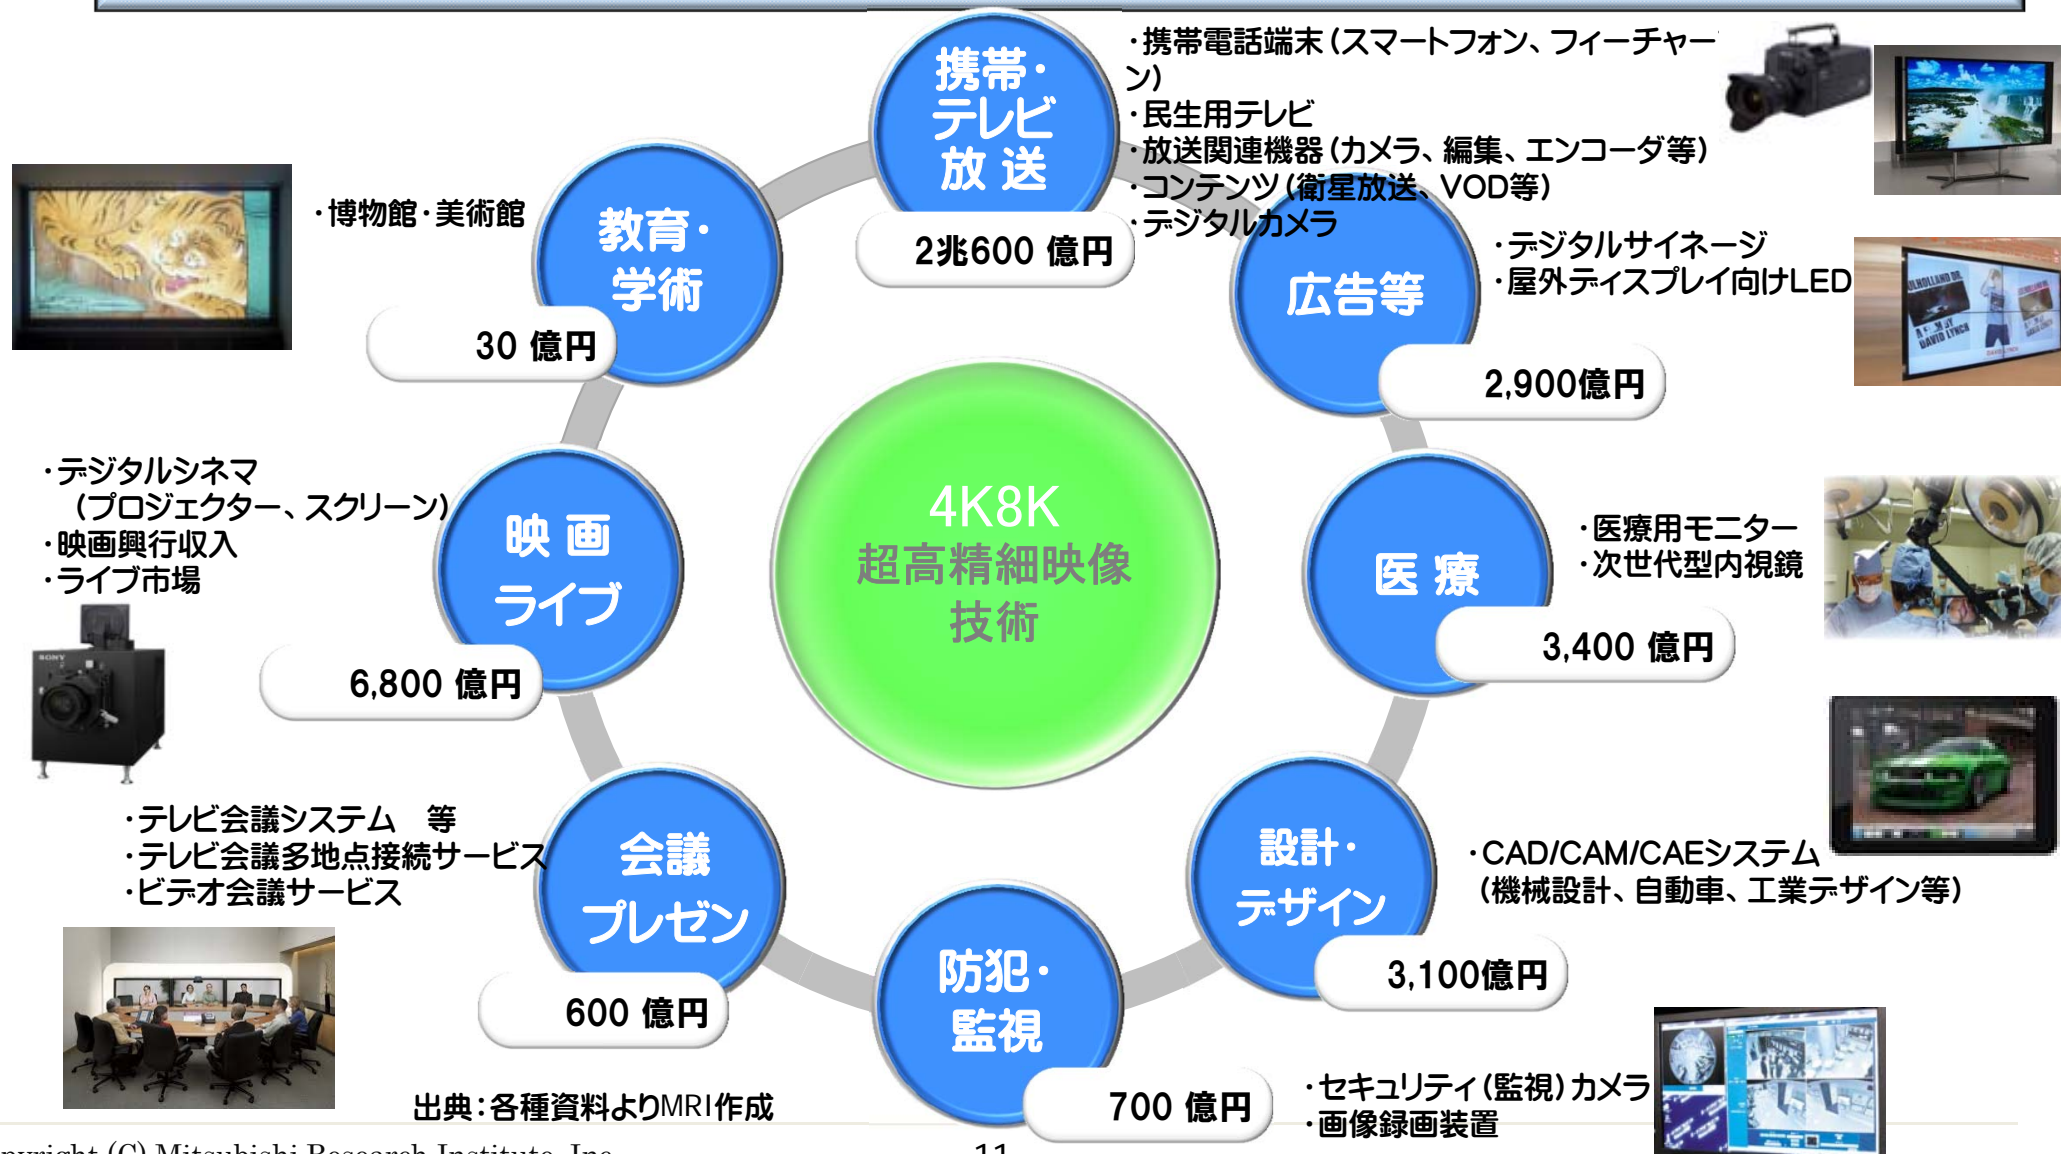 携帯・
テレビ
放 送
2兆600 億円
・携帯電話端末（スマートフォン、フィーチャー
ン）
・民生用テレビ
・放送関連機器（カメラ、編集、エンコーダ等）
・コンテンツ（衛星放送、VOD等）
・デジタルカメラ
広告等
2,900億円
・デジタルサイネージ
・屋外ディスプレイ向けLED
医 療
3,400 億円
・医療用モニター
・次世代型内視鏡
設計・
デザイン
3,100億円
・CAD/CAM/CAEシステム
（機械設計、自動車、工業デザイン等）
防犯・
監視
700 億円
・セキュリティ（監視）カメラ
・画像録画装置
会議
プレゼン
600 億円
・テレビ会議システム　等
・テレビ会議多地点接続サービス
・ビデオ会議サービス
映 画
ライブ
6,800 億円
・デジタルシネマ
（プロジェクター、スクリーン）
・映画興行収入
・ライブ市場
SONY
教育・
学術
30 億円
・博物館・美術館
4K8K
超高精細映像
技術
A FILM BY
DAVID LYNCH
出典：各種資料よりMRI作成
(C) Mitsubishi Research Institute, Inc
11